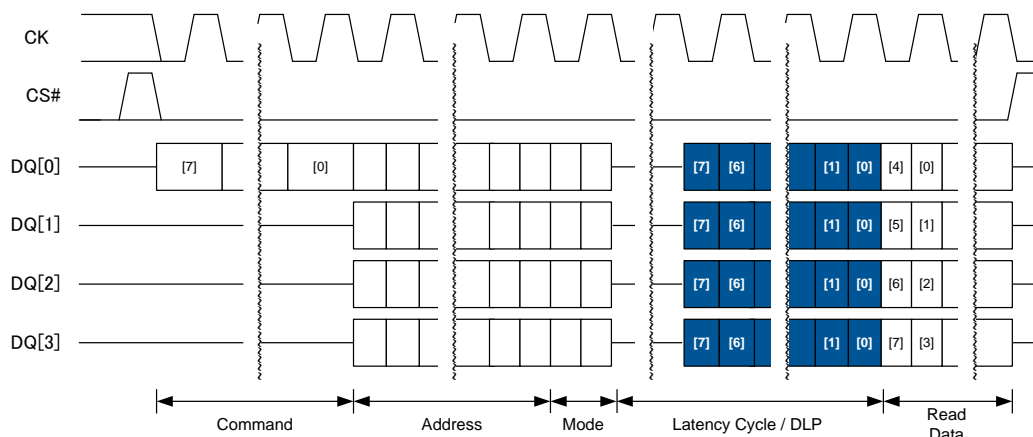 CK
CS#
DQ[0] [7] [0] [7] [6] [1] [0] [4] [0]
DQ[1] [7] [6] [1] [0] [5] [1]
DQ[2] [7] [6] [1] [0] [6] [2]
DQ[3] [7] [6] [1] [0] [7] [3]
Command Address Mode Latency Cycle / DLP Read
Data